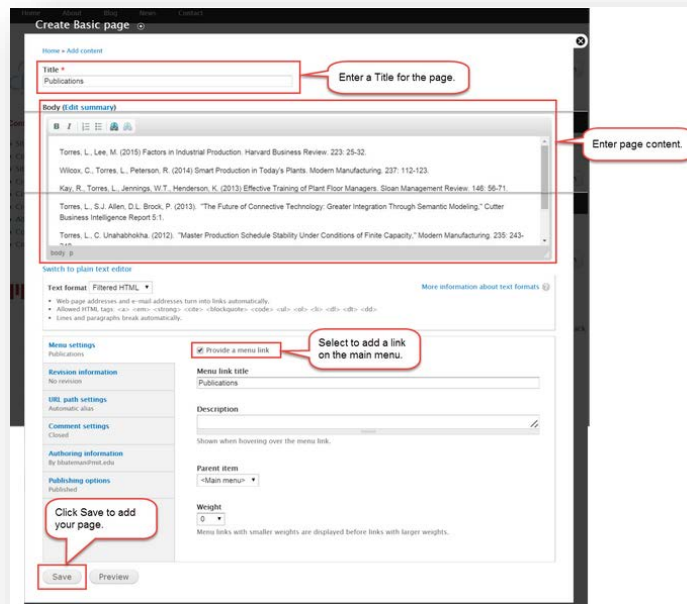 Home About Blog News Contact
Create Basic page
Home » Add content
Title *
Publications
Enter a Title for the page.
Body (Edit summary)
B I
Enter page content.
Torres, L., Lee, M. (2015) Factors in Industrial Production. Harvard Business Review. 223: 25-32.
Wilcox, C., Torres, L., Peterson, R. (2014) Smart Production in Today's Plants. Modern Manufacturing. 237: 112-123.
Kay, R., Torres, L., Jennings, W.T., Henderson, K. (2013) Effective Training of Plant Floor Managers. Sloan Management Review. 146: 56-71.
Torres, L., S.J. Allen, D.L. Brock, P. (2013). "The Future of Connective Technology: Greater Integration Through Semantic Modeling," Cutter
Business Intelligence Report 5:1.
Torres, L., C. Unahabhokha. (2012). "Master Production Schedule Stability Under Conditions of Finite Capacity," Modern Manufacturing. 235: 243-
body p
Switch to plain text editor
Text format Filtered HTML
More information about text formats
Web page addresses and e-mail addresses turn into links automatically.
Allowed HTML tags: <a> <em> <strong> <cite> <blockquote> <code> <ul> <ol> <li> <dl> <dt> <dd>
Lines and paragraphs break automatically.
Menu settings
Publications
Provide a menu link
Select to add a link
on the main menu.
Revision information
No revision
Menu link title
Publications
URL path settings
Automatic alias
Description
Comment settings
Closed
Shown when hovering over the menu link.
Authoring information
By bbateman@mit.edu
Parent item
<Main menu>
Publishing options
Published
Weight
0
Menu links with smaller weights are displayed before links with larger weights.
Click Save to add
your page.
Save Preview